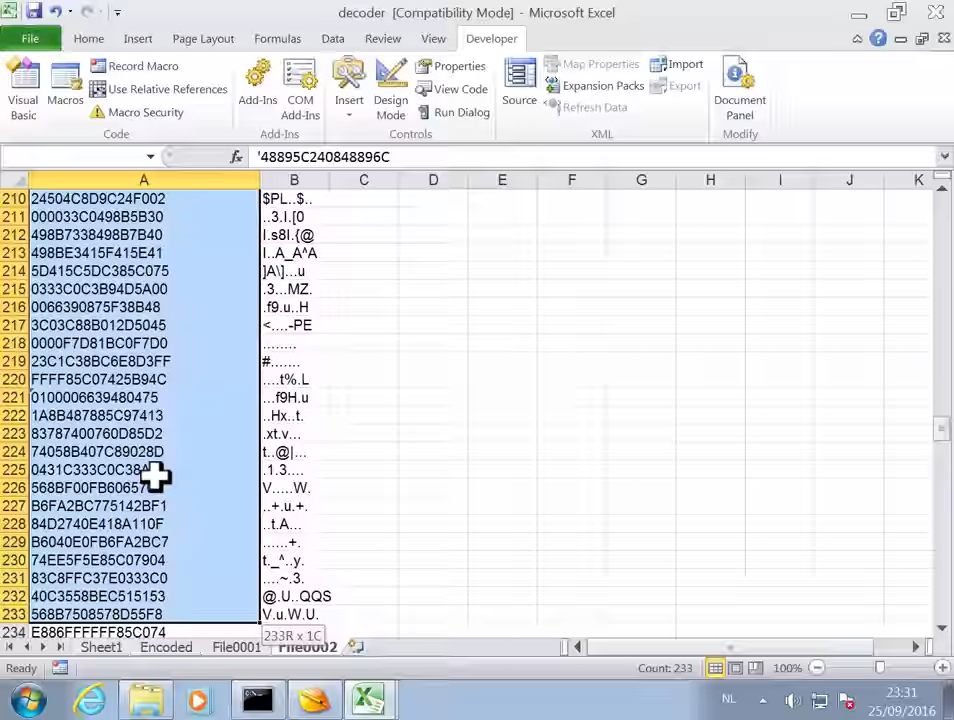 decoder [Compatibility Mode] - Microsoft Excel
File Home Insert Page Layout Formulas Data Review View Developer
Visual Basic
Macros
Record Macro
Use Relative References
Macro Security
Code
Add-Ins
COM Add-Ins
Add-Ins
Insert
Design Mode
Properties
View Code
Run Dialog
Controls
Source
Map Properties
Expansion Packs
Refresh Data
Import
Export
XML
Document Panel
Modify
fx '48895C240848896C
A B C D E F G H I J K
210 24504C8D9C24F002 $PL..$..
211 000033C0498B5B30 ..3.I.[0
212 498B7338498B7B40 I.s8I.{@
213 498BE3415F415E41 I..A_A^A
214 5D415C5DC385C075 ]A\]...u
215 0333C0C3B94D5A00 .3...MZ.
216 0066390875F38B48 .f9.u..H
217 3C03C88B012D5045 <....-PE
218 0000F7D81BC0F7D0 ........
219 23C1C38BC6E8D3FF #.......
220 FFFF85C07425B94C ....t%.L
221 0100006639480475 ...f9H.u
222 1A8B487885C97413 ..Hx..t.
223 83787400760D85D2 .xt.v...
224 74058B407C89028D t..@|...
225 0431C333C0C38 .1.3....
226 568BF00FB60657 V.....W.
227 B6FA2BC775142BF1 ..+.u.+.
228 84D2740E418A110F ..t.A...
229 B6040E0FB6FA2BC7 ......+.
230 74EE5F5E85C07904 t._^..y.
231 83C8FFC37E0333C0 ....~.3.
232 40C3558BEC515153 @.U..QQS
233 568B7508578D55F8 V.u.W.U.
234 E886FFFFFF85C074
233R x 1C
Sheet1 Encoded File0001 File0002
Ready Count: 233 100%
NL 23:31
25/09/2016